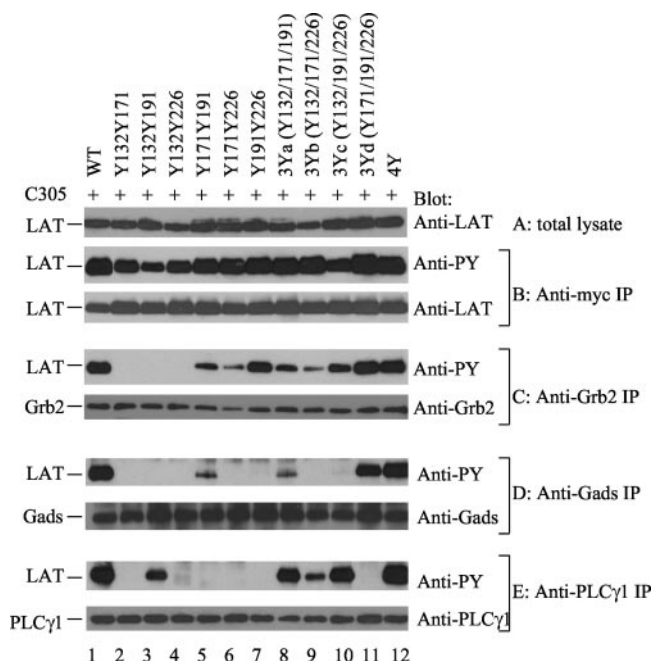 WT
Y132Y171
Y132Y191
Y132Y226
Y171Y191
Y171Y226
Y191Y226
3Ya (Y132/171/191)
3Yb (Y132/171/226)
3Yc (Y132/191/226)
3Yd (Y171/191/226)
4Y
C305 + + + + + + + + + + + + Blot:
LAT Anti-LAT A: total lysate
LAT Anti-PY
B: Anti-myc IP
LAT Anti-LAT
LAT Anti-PY
C: Anti-Grb2 IP
Grb2 Anti-Grb2
LAT Anti-PY
D: Anti-Gads IP
Gads Anti-Gads
LAT Anti-PY
E: Anti-PLCγ1 IP
PLCγ1 Anti-PLCγ1
1 2 3 4 5 6 7 8 9 10 11 12